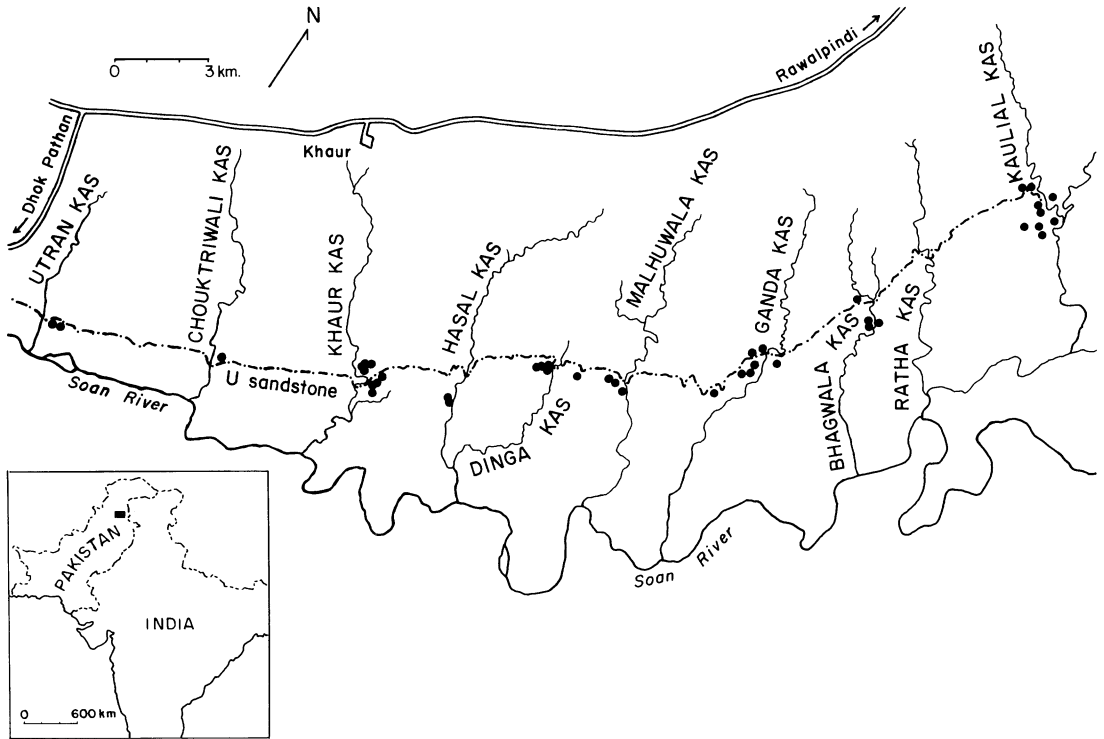 N
0 3 km.
Rawalpindi →
Khaur
← Dhok Pathan
UTRAN KAS
CHOUKTRIWALI KAS
KHAUR KAS
HASAL KAS
DINGA KAS
MALHUWALA KAS
GANDA KAS
BHAGWALA KAS
RATHA KAS
KAULIAL KAS
U sandstone
Soan River
Soan River
PAKISTAN
INDIA
0 600 km